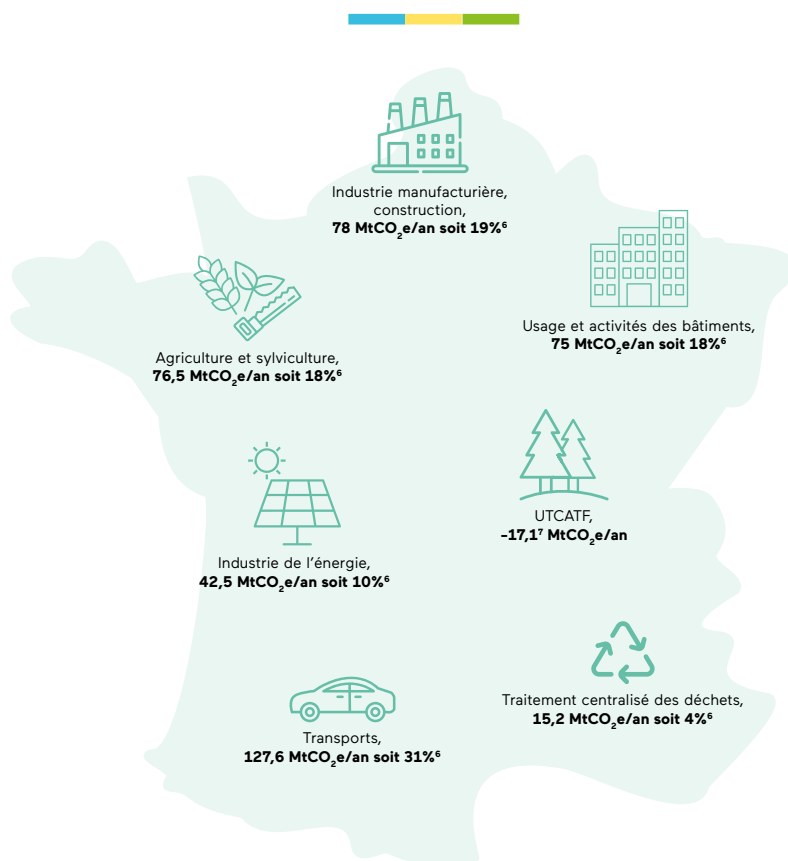 Industrie manufacturière,
construction,
78 MtCO₂e/an soit 19%⁶
Usage et activités des bâtiments,
75 MtCO₂e/an soit 18%⁶
Agriculture et sylviculture,
76,5 MtCO₂e/an soit 18%⁶
UTCATF,
-17,1⁷ MtCO₂e/an
Industrie de l'énergie,
42,5 MtCO₂e/an soit 10%⁶
Traitement centralisé des déchets,
15,2 MtCO₂e/an soit 4%⁶
Transports,
127,6 MtCO₂e/an soit 31%⁶